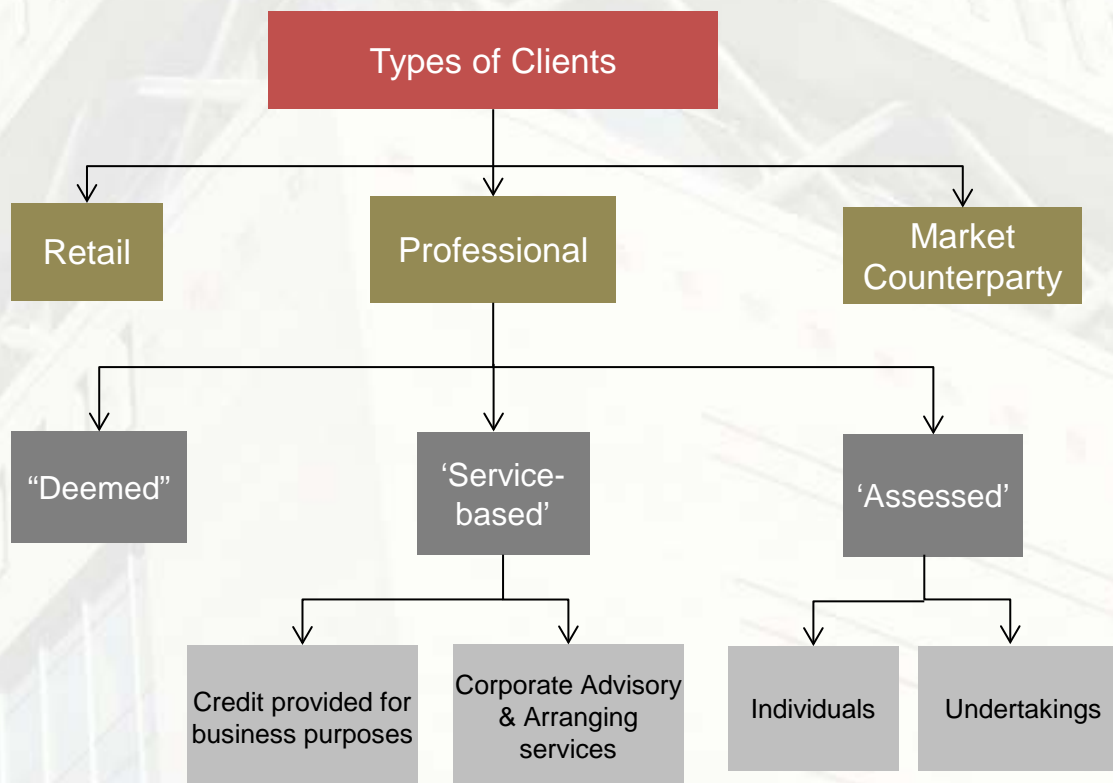 Types of Clients
Retail
Professional
Market
Counterparty
“Deemed”
‘Service-
based’
‘Assessed’
Credit provided for
business purposes
Corporate Advisory
& Arranging
services
Individuals
Undertakings